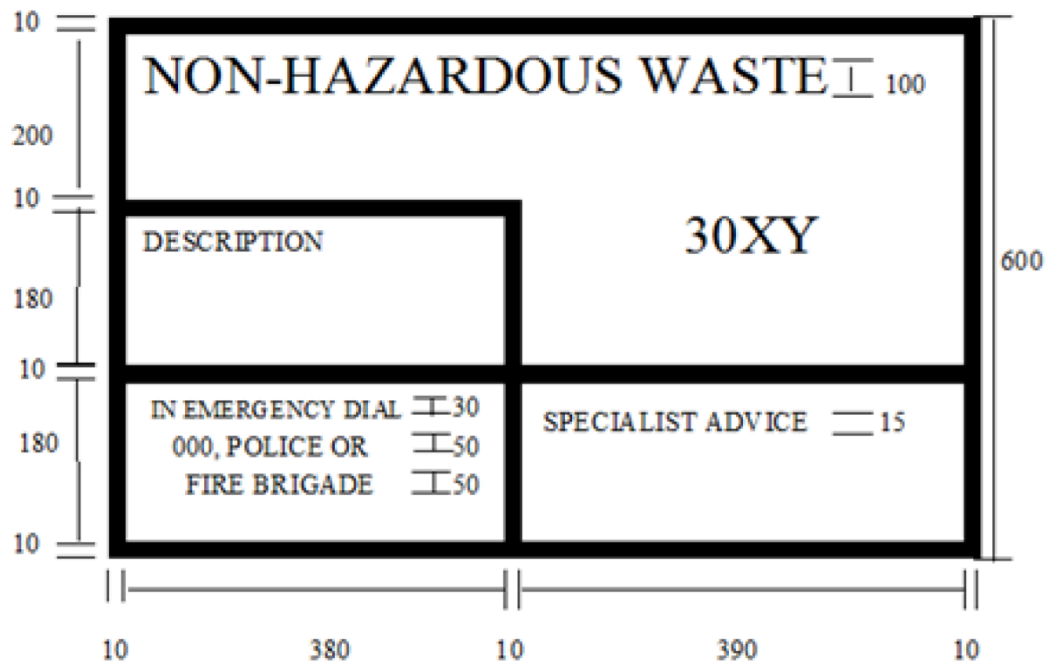 10
NON-HAZARDOUS WASTE 100
200
10
30XY
DESCRIPTION
600
180
10
IN EMERGENCY DIAL 30
SPECIALIST ADVICE 15
000, POLICE OR 50
180
FIRE BRIGADE 50
10
10 380 10 390 10